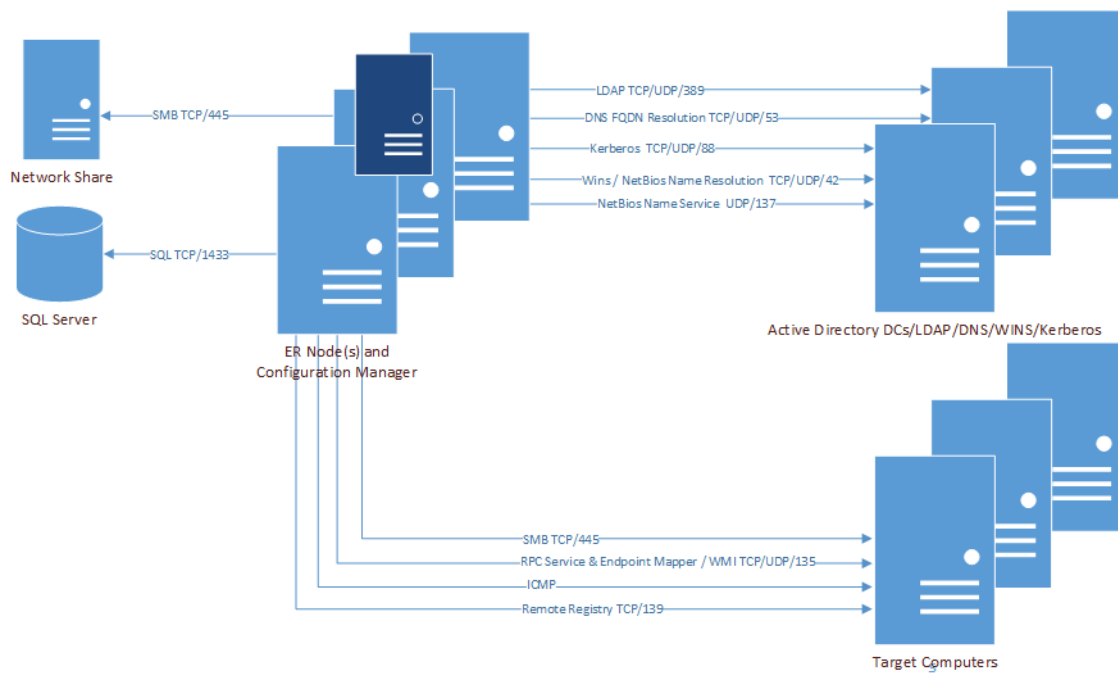 LDAP TCP/UDP/389
SMB TCP/445
DNS FQDN Resolution TCP/UDP/53
Kerberos TCP/UDP/88
Network Share
Wins / NetBios Name Resolution TCP/UDP/42
NetBios Name Service UDP/137
SQL TCP/1433
SQL Server
Active Directory DCs/LDAP/DNS/WINS/Kerberos
ER Node(s) and
Configuration Manager
SMB TCP/445
RPC Service & Endpoint Mapper / WMI TCP/UDP/135
ICMP
Remote Registry TCP/139
Target Computers